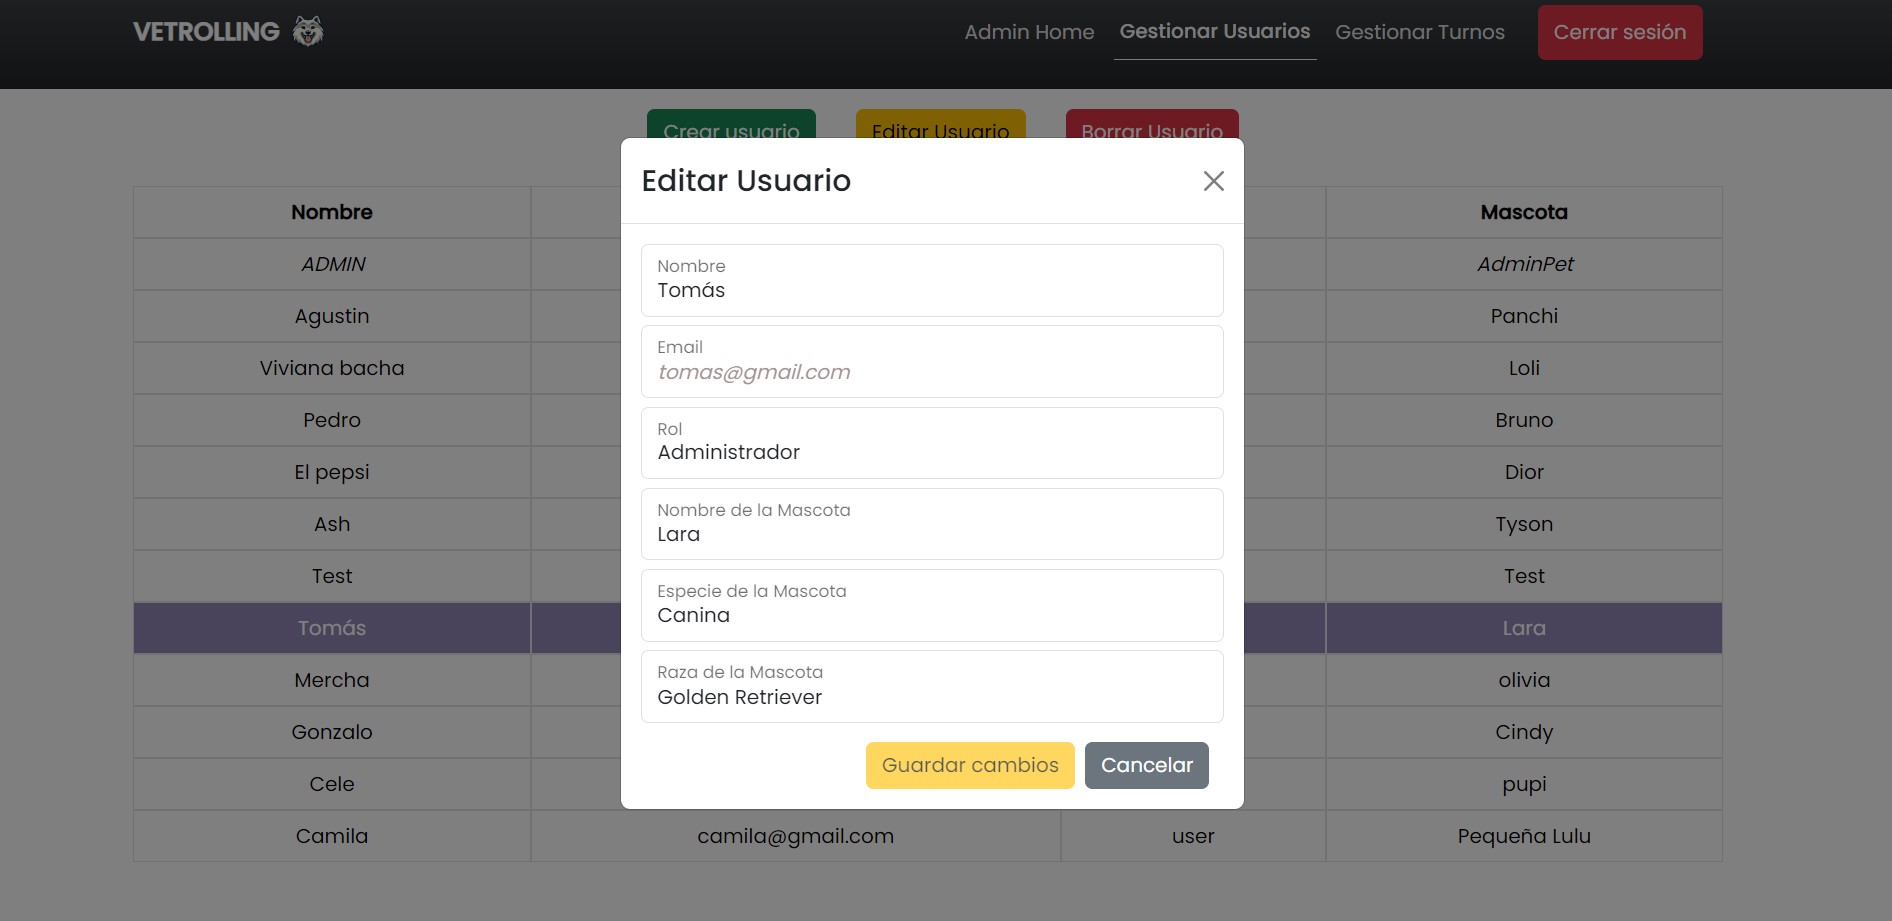 VETROLLING
Admin Home
Gestionar Usuarios
Gestionar Turnos
Cerrar sesión
Crear usuario
Editar Usuario
Borrar Usuario
Editar Usuario
Nombre
Tomás
Email
tomas@gmail.com
Rol
Administrador
Nombre de la Mascota
Lara
Especie de la Mascota
Canina
Raza de la Mascota
Golden Retriever
Guardar cambios
Cancelar
Nombre Mascota
ADMIN AdminPet
Agustin Panchi
Viviana bacha Loli
Pedro Bruno
El pepsi Dior
Ash Tyson
Test Test
Tomás Lara
Mercha olivia
Gonzalo Cindy
Cele pupi
Camila camila@gmail.com user Pequeña Lulu